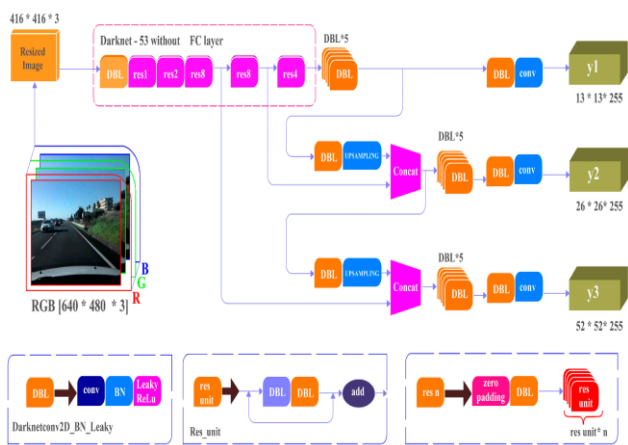 416 * 416 * 3
Resized
Image
Darknet - 53 without FC layer
DBL
res1
res2
res8
res8
res4
DBL*5
DBL
DBL
conv
y1
13 * 13* 255
DBL
UPSAMPLING
Concat
DBL*5
DBL
DBL
conv
y2
26 * 26* 255
B
G
R
RGB [640 * 480 * 3]
DBL
UPSAMPLING
Concat
DBL*5
DBL
DBL
conv
y3
52 * 52* 255
DBL
conv
BN
Leaky
ReLu
Darknetconv2D_BN_Leaky
res
unit
DBL
DBL
add
Res_unit
res n
zero
padding
DBL
res
unit
res unit* n